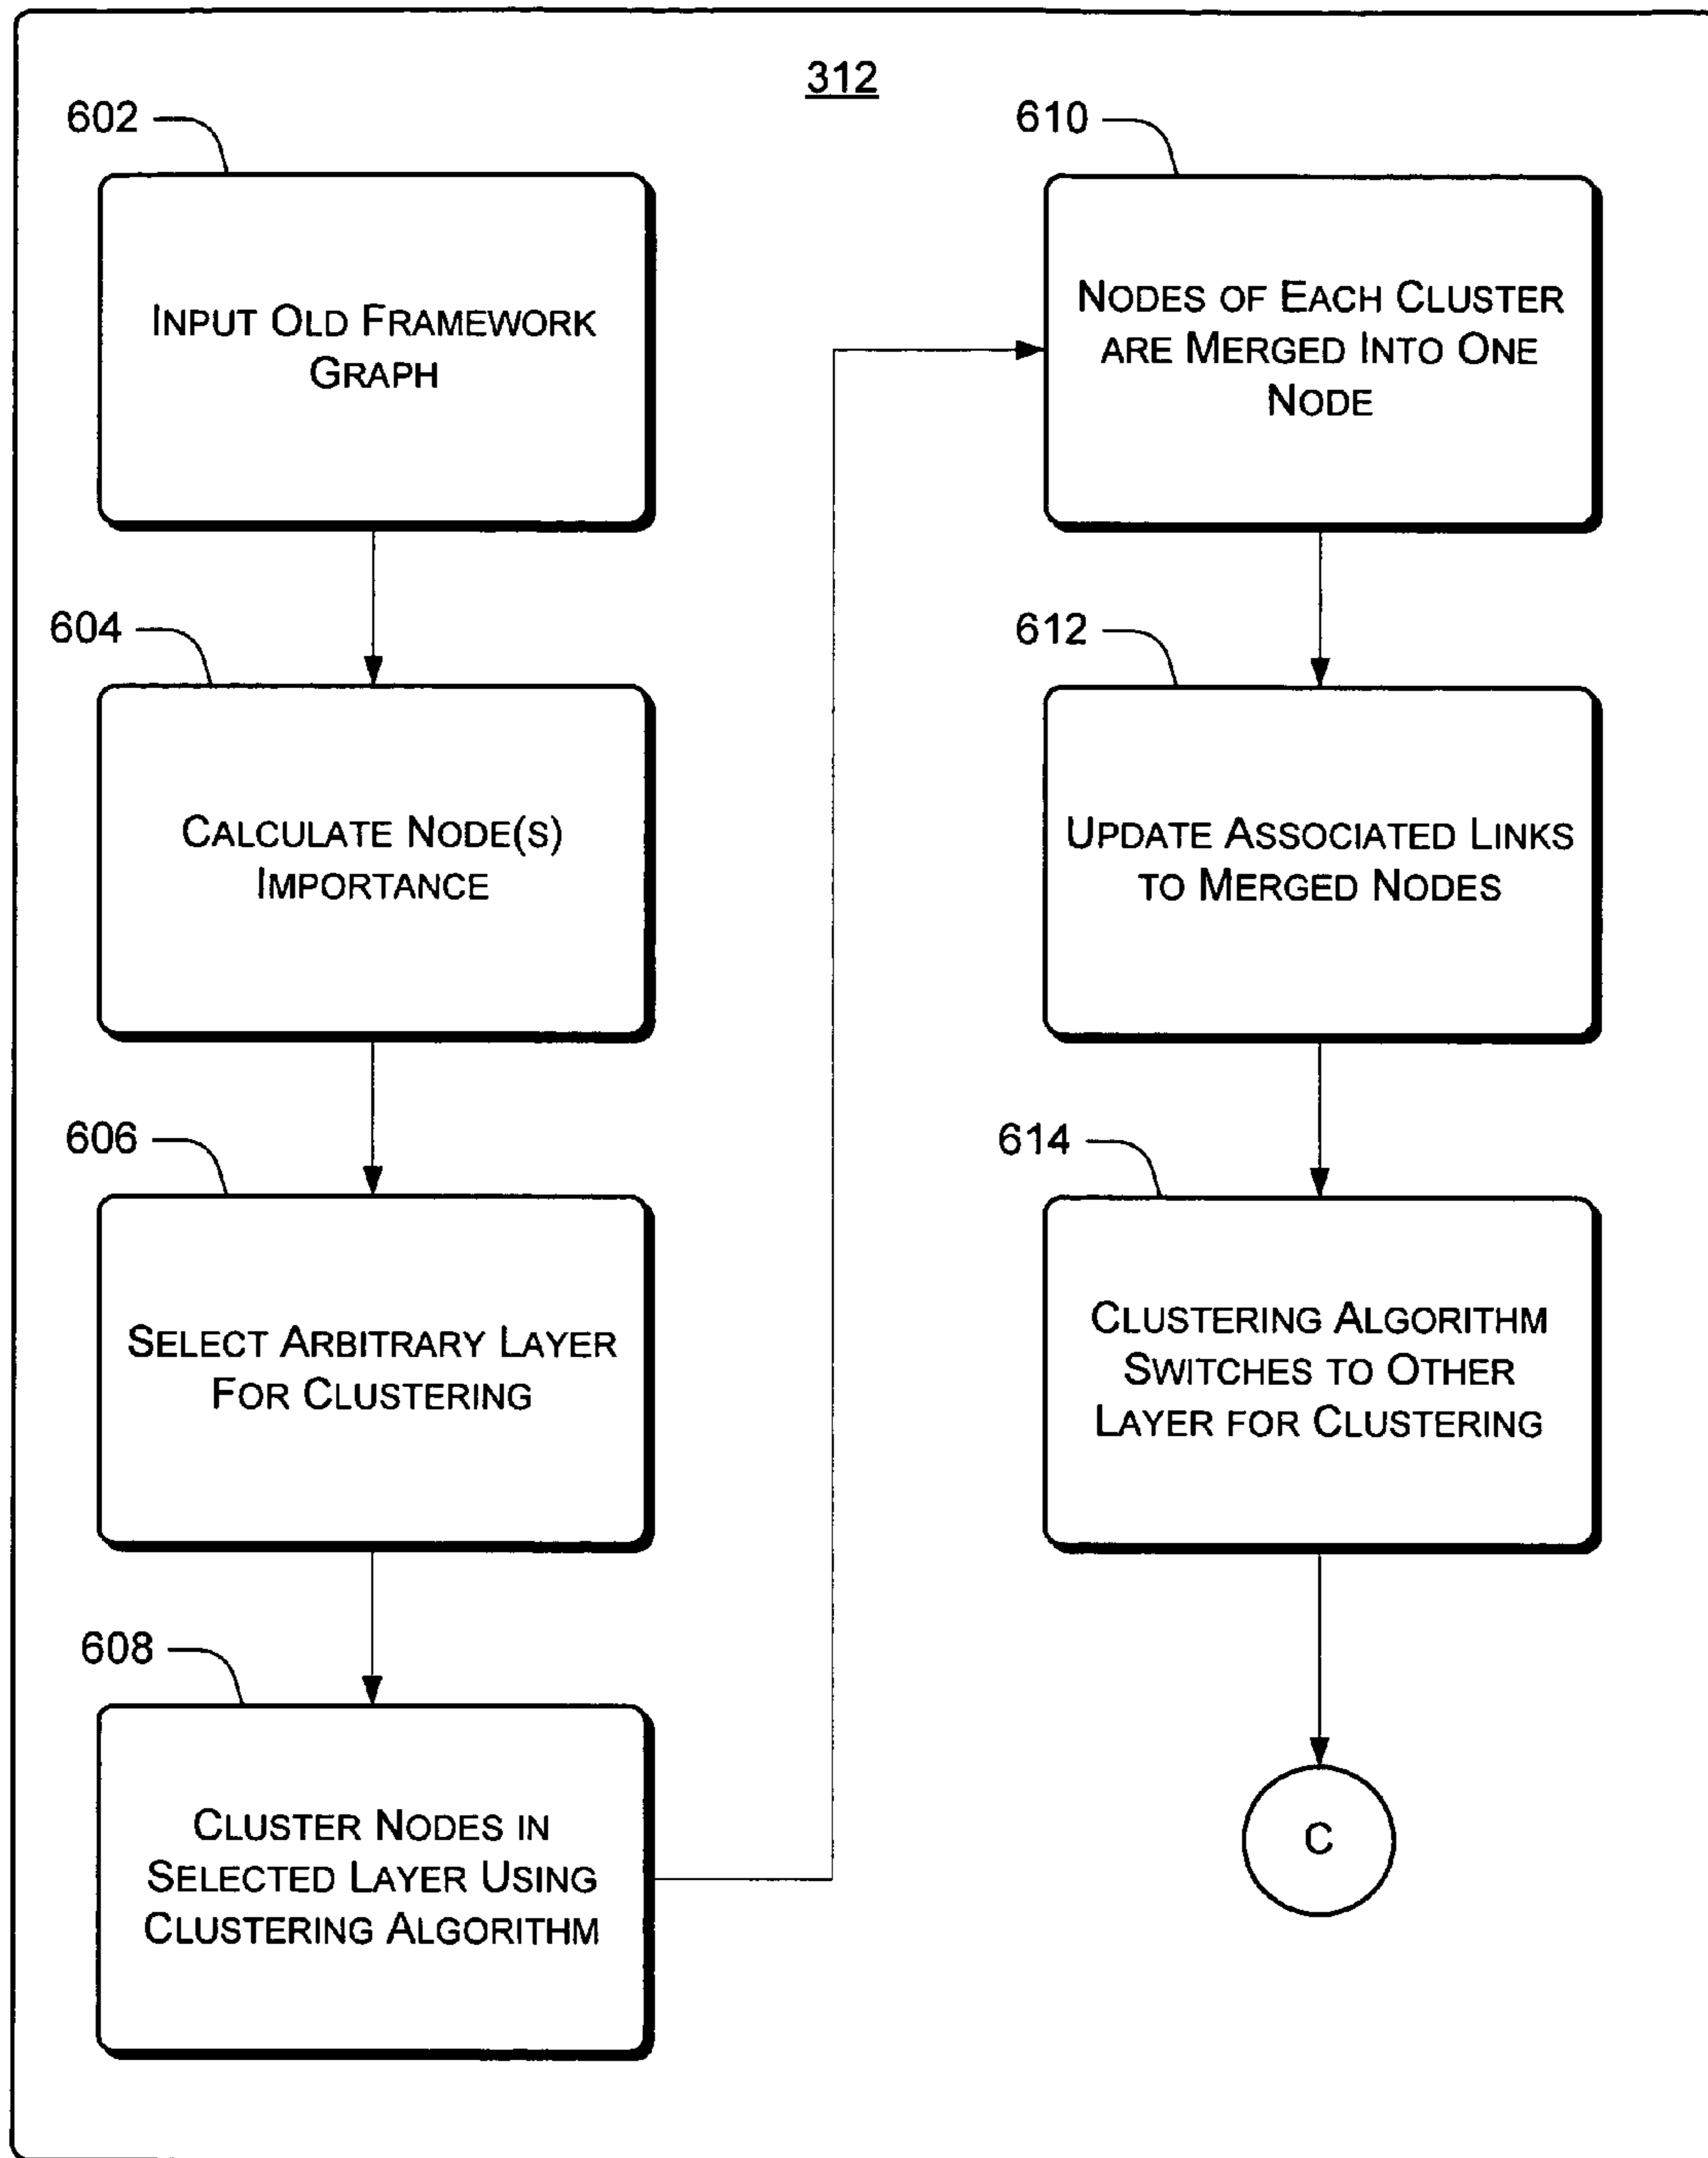 312
602
INPUT OLD FRAMEWORK
GRAPH
604
CALCULATE NODE(S)
IMPORTANCE
606
SELECT ARBITRARY LAYER
FOR CLUSTERING
608
CLUSTER NODES IN
SELECTED LAYER USING
CLUSTERING ALGORITHM
610
NODES OF EACH CLUSTER
ARE MERGED INTO ONE
NODE
612
UPDATE ASSOCIATED LINKS
TO MERGED NODES
614
CLUSTERING ALGORITHM
SWITCHES TO OTHER
LAYER FOR CLUSTERING
C